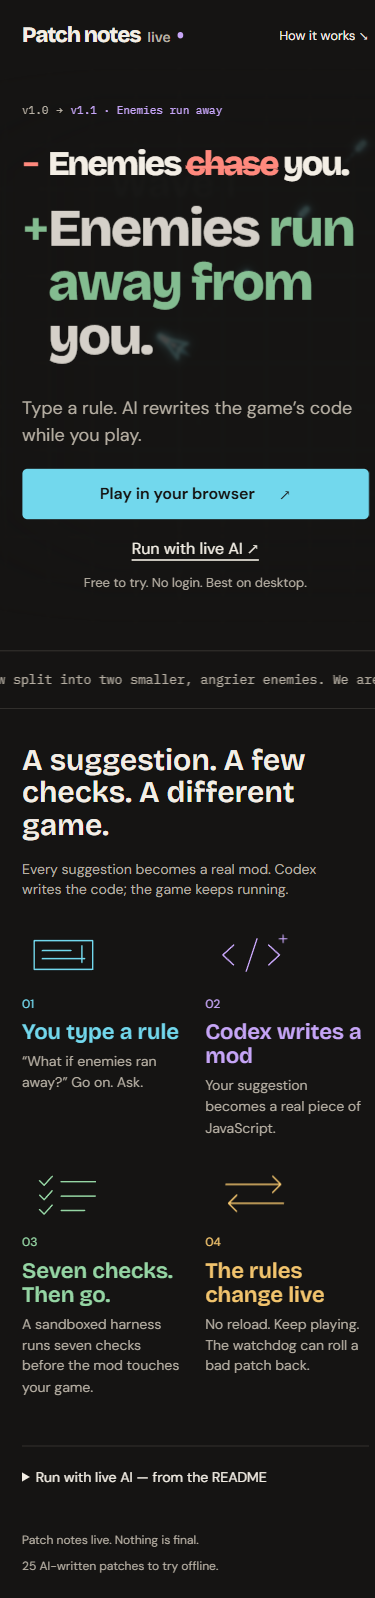 Patch notes live
How it works ↘
v1.0 → v1.1 · Enemies run away
− Enemies chase you.
+Enemies run
away from
you.
Type a rule. AI rewrites the game’s code
while you play.
Play in your browser ↗
Run with live AI ↗
Free to try. No login. Best on desktop.
split into two smaller, angrier enemies. We are
A suggestion. A few
checks. A different
game.
Every suggestion becomes a real mod. Codex
writes the code; the game keeps running.
01
You type a rule
“What if enemies ran
away?” Go on. Ask.
02
Codex writes a
mod
Your suggestion
becomes a real piece of
JavaScript.
03
Seven checks.
Then go.
A sandboxed harness
runs seven checks
before the mod touches
your game.
04
The rules
change live
No reload. Keep playing.
The watchdog can roll a
bad patch back.
▶ Run with live AI — from the README
Patch notes live. Nothing is final.
25 AI-written patches to try offline.